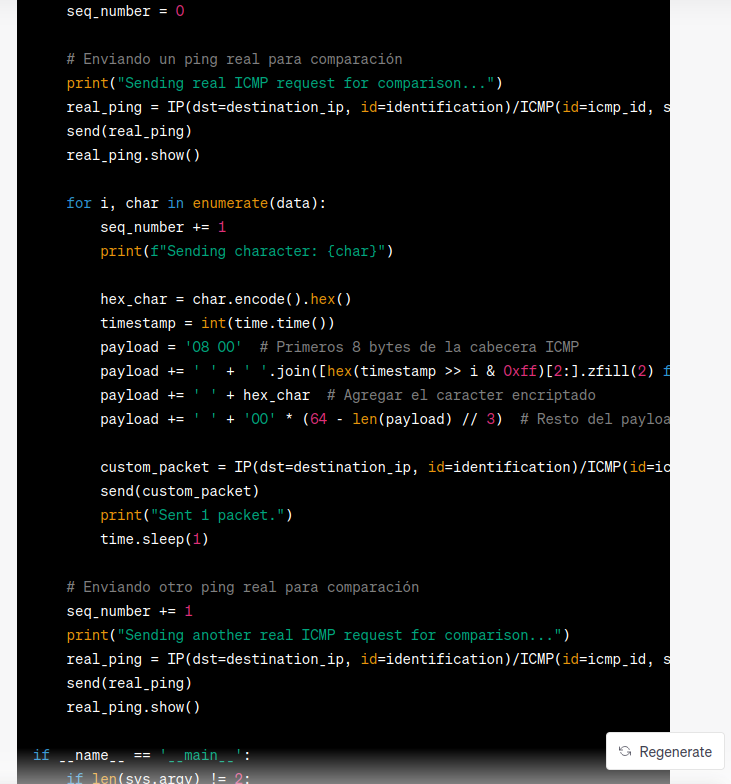 seq_number = 0
# Enviando un ping real para comparación
print("Sending real ICMP request for comparison...")
real_ping = IP(dst=destination_ip, id=identification)/ICMP(id=icmp_id, s
send(real_ping)
real_ping.show()
for i, char in enumerate(data):
seq_number += 1
print(f"Sending character: {char}")
hex_char = char.encode().hex()
timestamp = int(time.time())
payload = '08 00'  # Primeros 8 bytes de la cabecera ICMP
payload += ' ' + ' '.join([hex(timestamp >> i & 0xff)[2:].zfill(2) f
payload += ' ' + hex_char  # Agregar el caracter encriptado
payload += ' ' + '00' * (64 - len(payload) // 3)  # Resto del payloa
custom_packet = IP(dst=destination_ip, id=identification)/ICMP(id=ic
send(custom_packet)
print("Sent 1 packet.")
time.sleep(1)
# Enviando otro ping real para comparación
seq_number += 1
print("Sending another real ICMP request for comparison...")
real_ping = IP(dst=destination_ip, id=identification)/ICMP(id=icmp_id, s
send(real_ping)
real_ping.show()
if __name__ == '__main__':
if len(sys.argv) != 2:
Regenerate